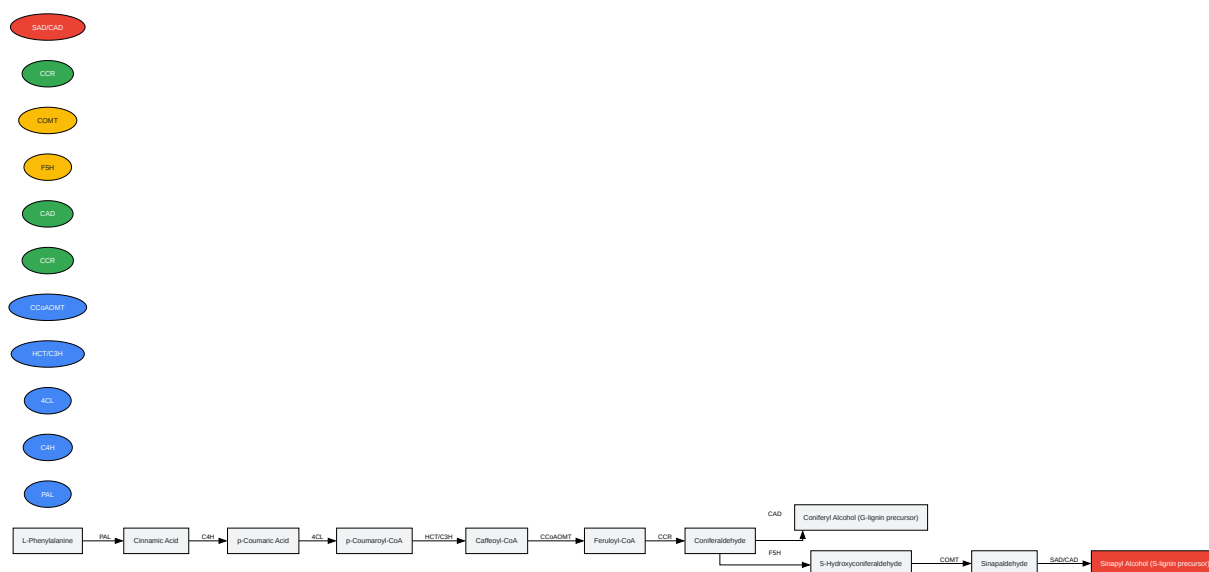 SAD/CAD
CCR
COMT
F5H
CAD
CCR
CCoAOMT
HCT/C3H
4CL
C4H
PAL
L-Phenylalanine
PAL
Cinnamic Acid
C4H
p-Coumaric Acid
4CL
p-Coumaroyl-CoA
HCT/C3H
Caffeoyl-CoA
CCoAOMT
Feruloyl-CoA
CCR
Coniferaldehyde
CAD
Coniferyl Alcohol (G-lignin precursor)
F5H
5-Hydroxyconiferaldehyde
COMT
Sinapaldehyde
SAD/CAD
Sinapyl Alcohol (S-lignin precursor)